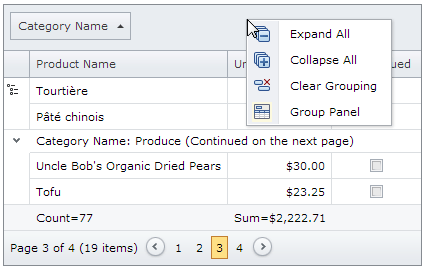 Category Name
Expand All
Collapse All
Clear Grouping
Group Panel
Product Name Un ued
Tourtière
Pâté chinois
Category Name: Produce (Continued on the next page)
Uncle Bob's Organic Dried Pears $30.00
Tofu $23.25
Count=77 Sum=$2,222.71
Page 3 of 4 (19 items) 1 2 3 4